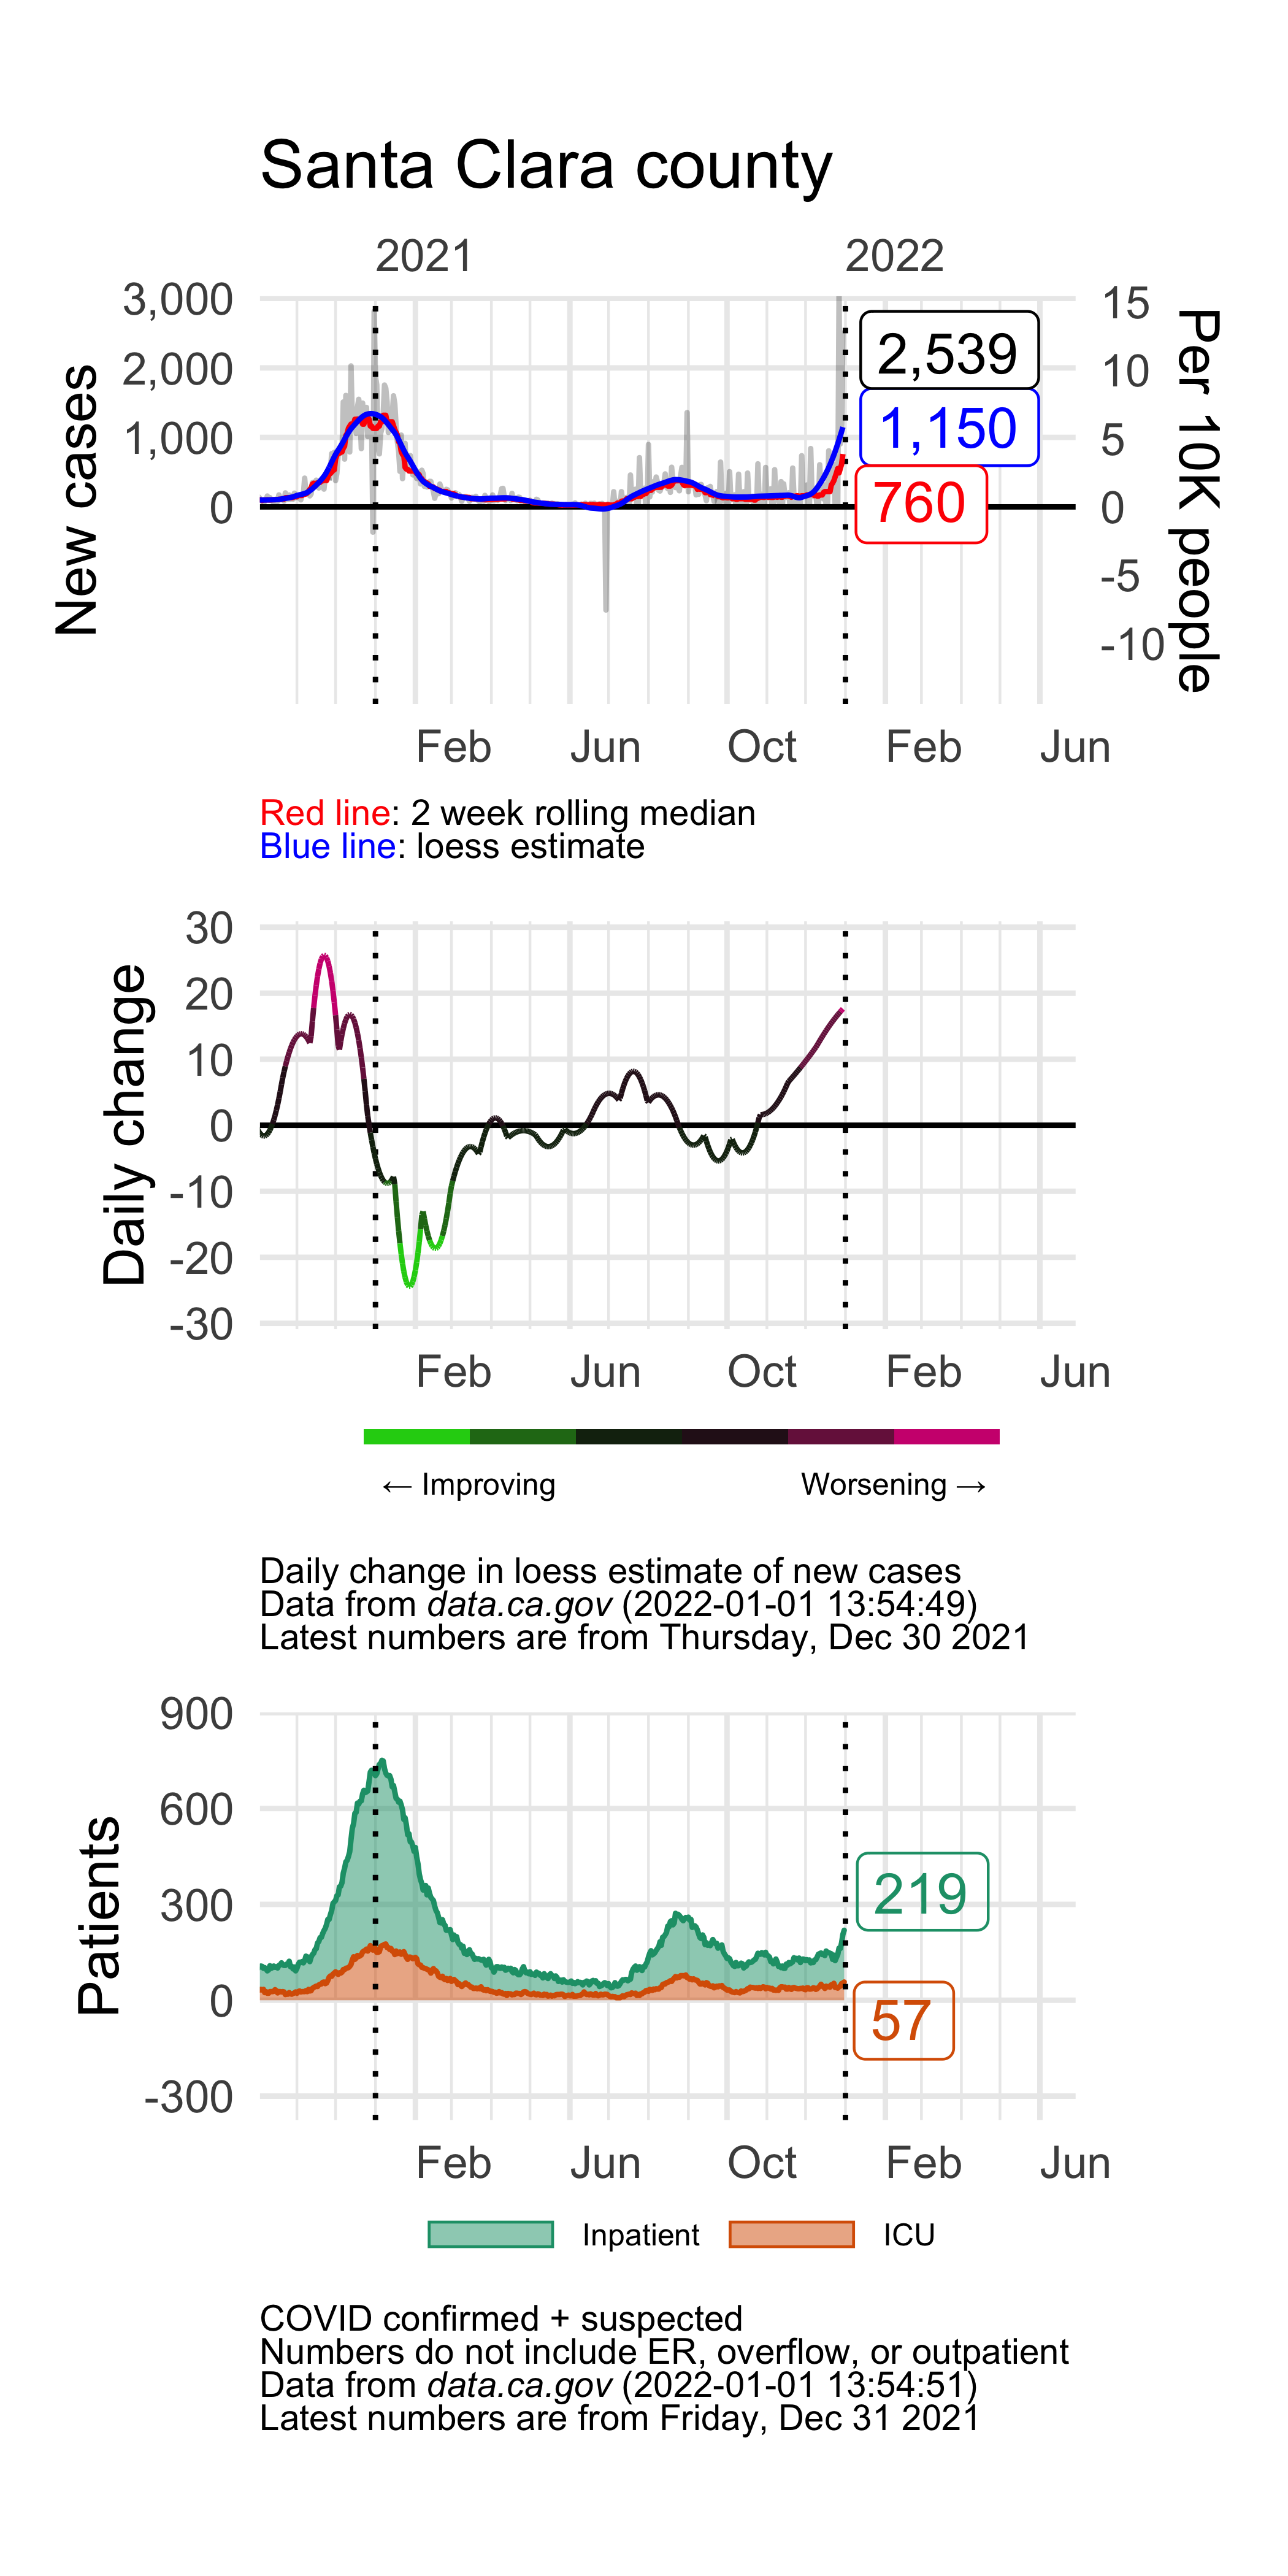 Santa Clara county
2021 2022
3,000
2,000
1,000
0
New cases
15
10
5
0
-5
-10
Per 10K people
2,539
1,150
760
Feb Jun Oct Feb Jun
Red line: 2 week rolling median
Blue line: loess estimate
30
20
10
0
-10
-20
-30
Daily change
Feb Jun Oct Feb Jun
← Improving Worsening →
Daily change in loess estimate of new cases
Data from data.ca.gov (2022-01-01 13:54:49)
Latest numbers are from Thursday, Dec 30 2021
900
600
300
0
-300
Patients
219
57
Feb Jun Oct Feb Jun
Inpatient ICU
COVID confirmed + suspected
Numbers do not include ER, overflow, or outpatient
Data from data.ca.gov (2022-01-01 13:54:51)
Latest numbers are from Friday, Dec 31 2021